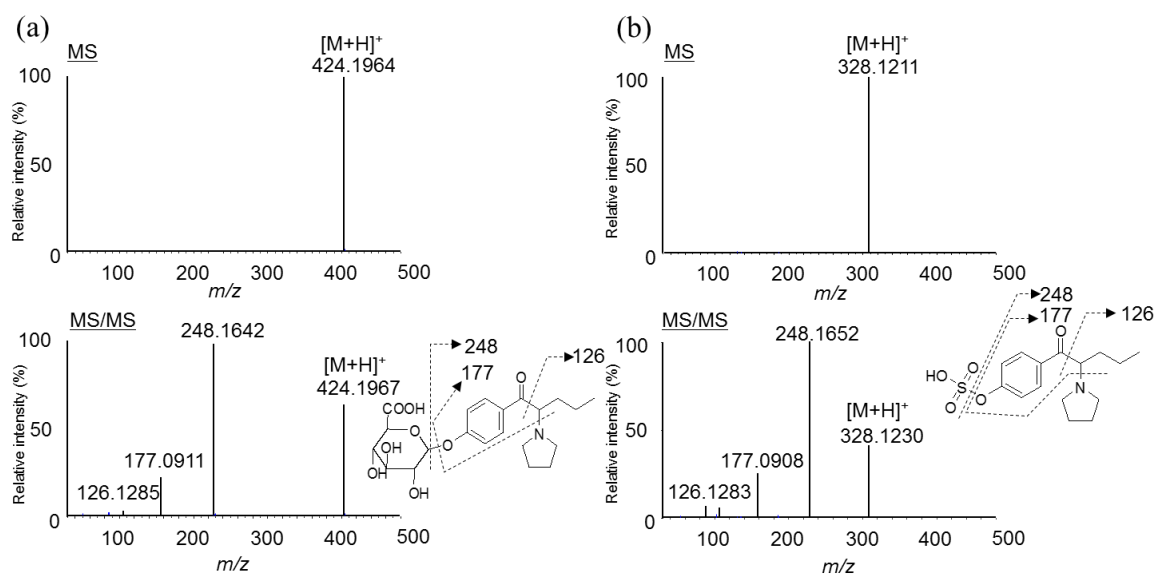 (a)
MS
[M+H]+
424.1964
Relative intensity (%)
100
50
0
100 200 300 400 500
m/z
MS/MS
248.1642
[M+H]+
424.1967
177.0911
126.1285
Relative intensity (%)
100
50
0
100 200 300 400 500
m/z
248
177
126
O
COOH
O
O
N
OH
OH
OH
(b)
MS
[M+H]+
328.1211
Relative intensity (%)
100
50
0
100 200 300 400 500
m/z
MS/MS
248.1652
[M+H]+
328.1230
177.0908
126.1283
Relative intensity (%)
100
50
0
100 200 300 400 500
m/z
248
177
126
O
O
HO
S
O
O
N